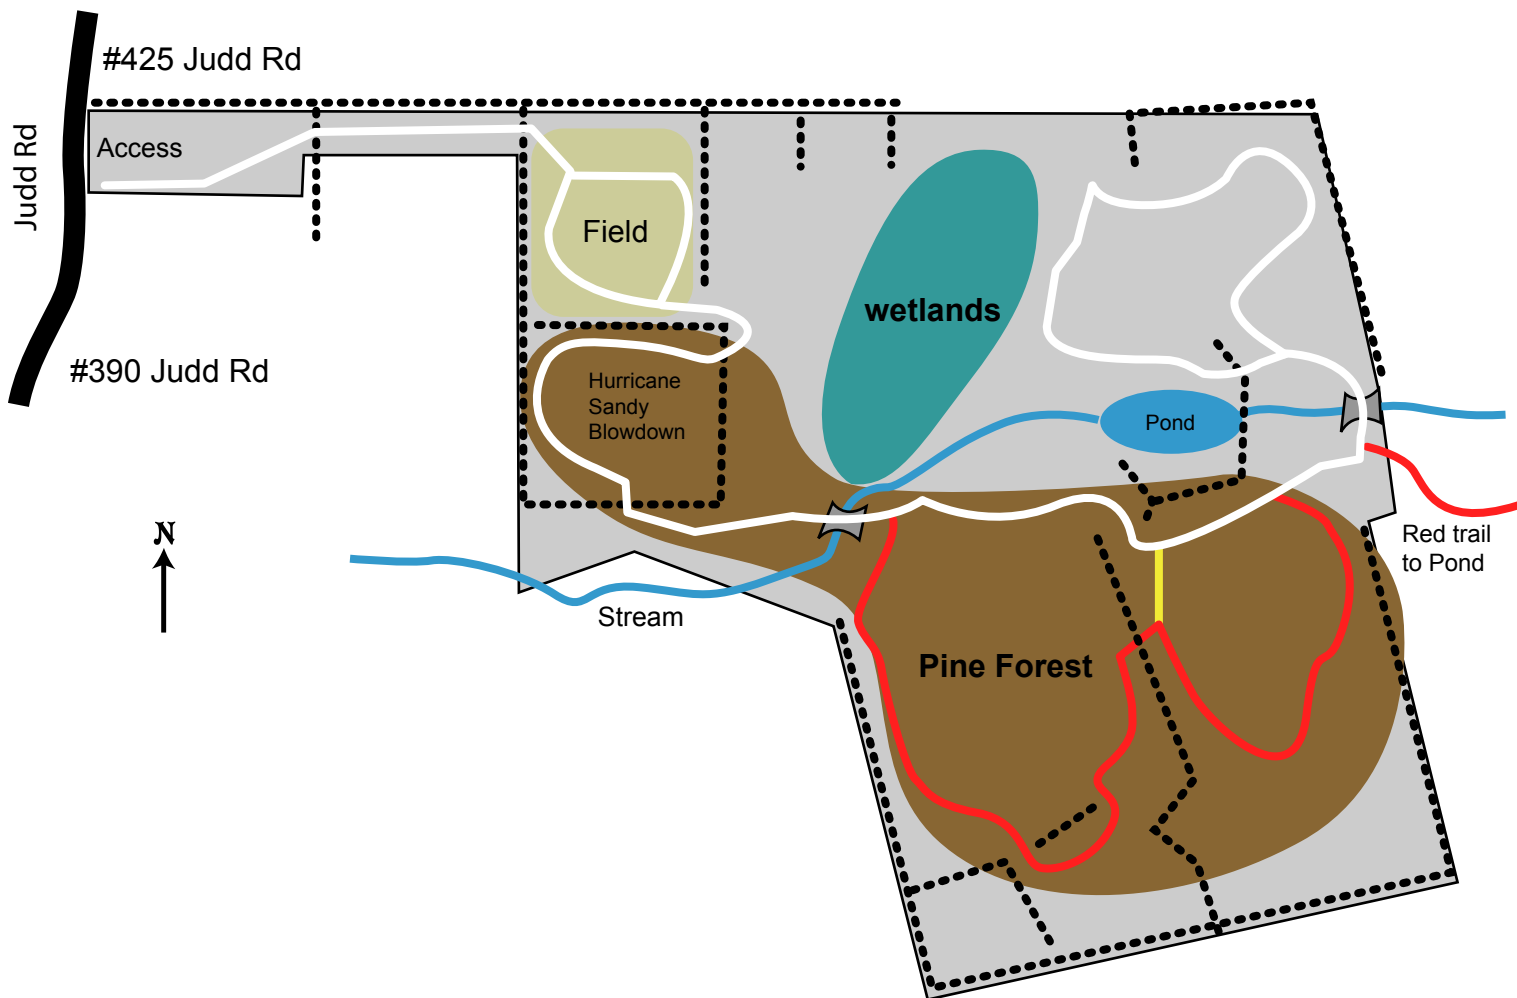 #425 Judd Rd
Judd Rd
Access
Field
wetlands
#390 Judd Rd
Hurricane
Sandy
Blowdown
Pond
N
Red trail
to Pond
Stream
Pine Forest